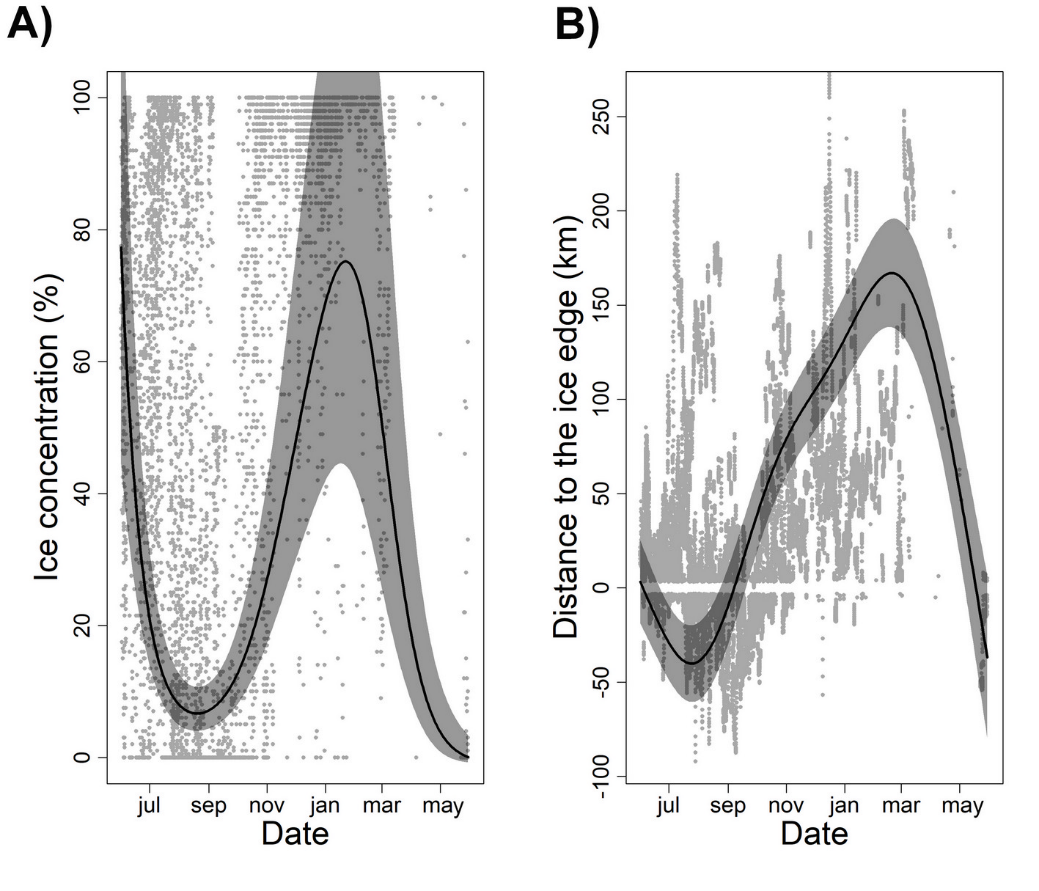 A)
B)
Ice concentration (%)
100
80
60
40
20
0
jul sep nov jan mar may
Date
Distance to the ice edge (km)
250
200
150
100
50
0
-50
-100
jul sep nov jan mar may
Date